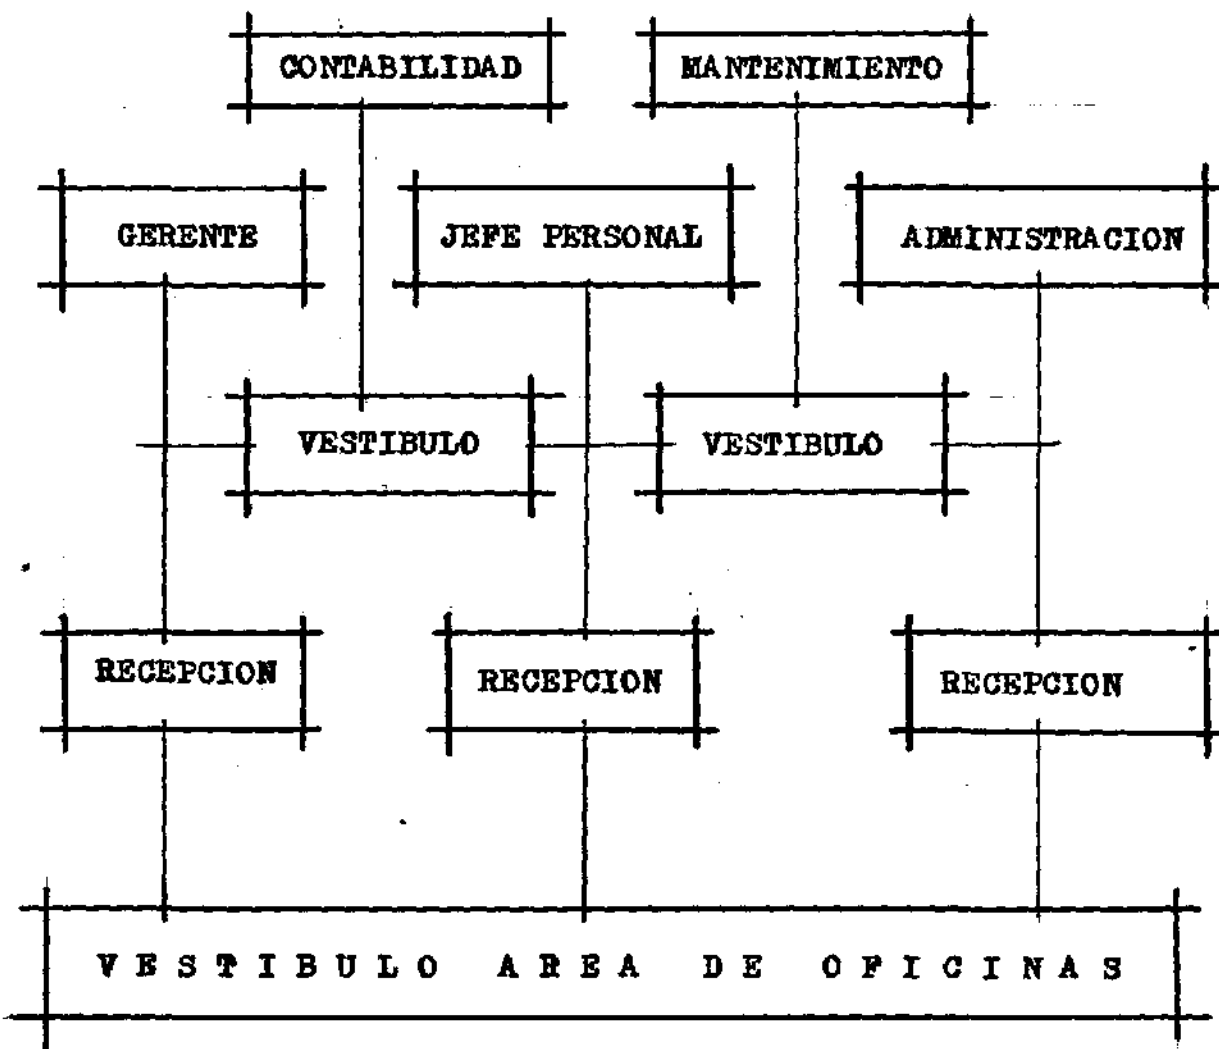 CONTABILIDAD MANTENIMIENTO
GERENTE JEFE PERSONAL ADMINISTRACION
VESTIBULO VESTIBULO
RECEPCION RECEPCION RECEPCION
VESTIBULO AREA DE OFICINAS